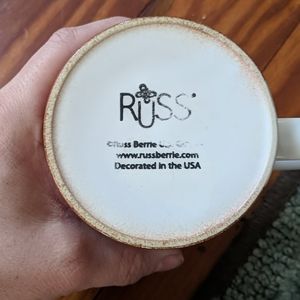 RUSS
©Russ Berrie
www.russberrie.com
Decorated in the USA